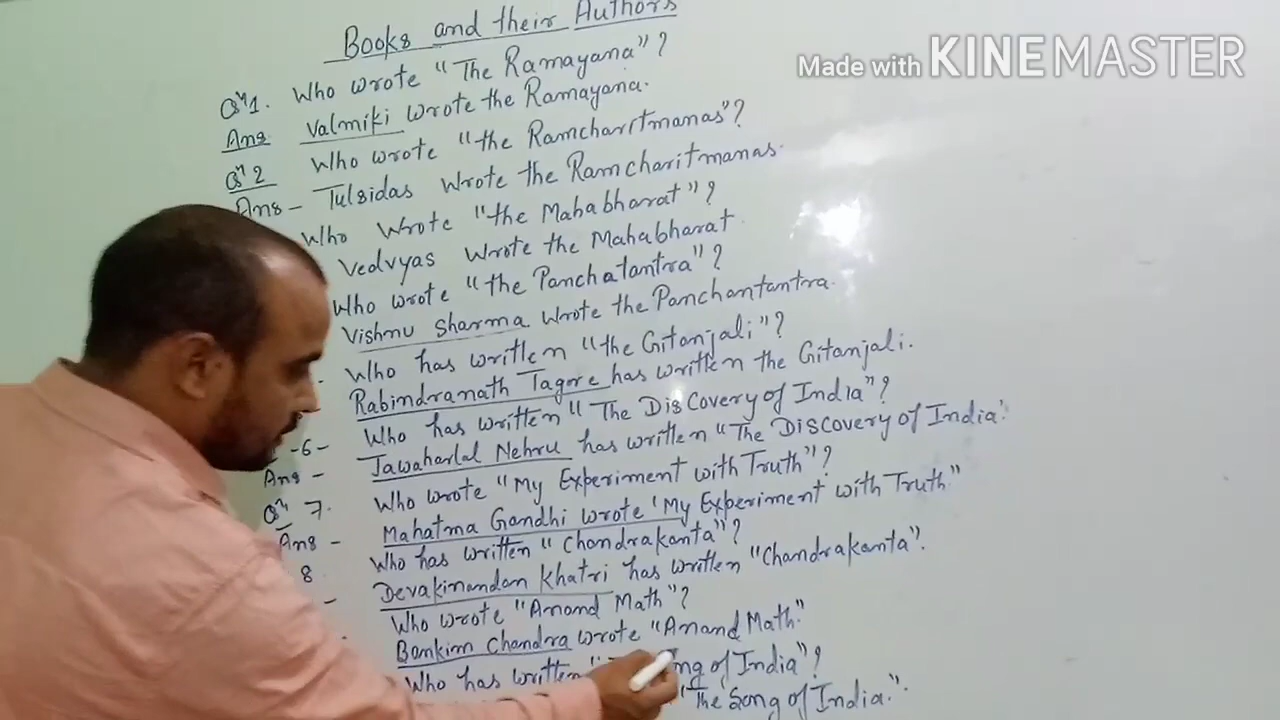 Books and their Authors
Made with KINEMASTER
Qn 1. Who wrote "The Ramayana"?
Ans Valmiki wrote the Ramayana.
Qn 2 Who wrote "the Ramcharitmanas"?
Ans - Tulsidas wrote the Ramcharitmanas.
Who wrote "the Mahabharat"?
Vedvyas wrote the Mahabharat.
Who wrote "the Panchatantra"?
Vishnu Sharma wrote the Panchantantra.
Who has written "the Gitanjali"?
Rabindranath Tagore has written the Gitanjali.
-6- Who has written "The Discovery of India"?
Ans - Jawaharlal Nehru has written "The Discovery of India".
Qn 7. Who wrote "My Experiment with Truth"?
Ans - Mahatma Gandhi wrote 'My Experiment with Truth"
8. Who has written "Chandrakanta"?
- Devakinandan Khatri has written "Chandrakanta".
Who wrote "Anand Math"?
Bankim Chandra wrote "Anand Math."
Who has written " of India"?
"The Song of India".